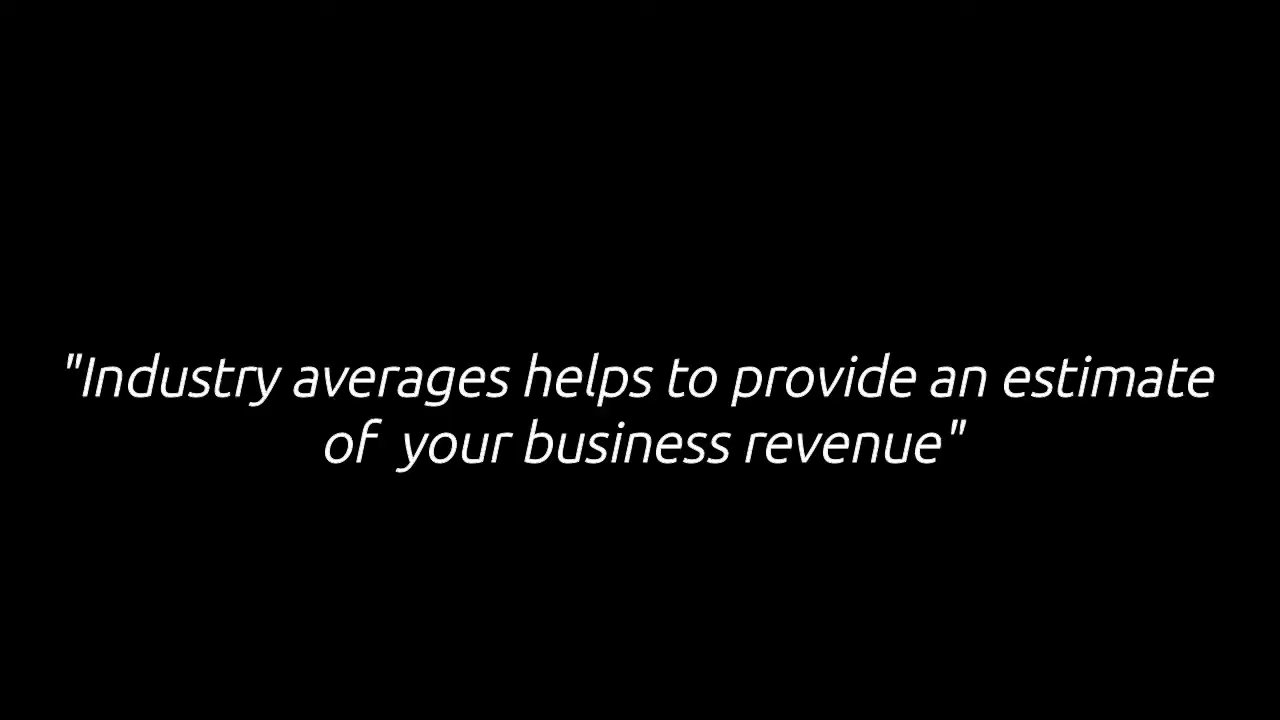 "Industry averages helps to provide an estimate
of  your business revenue"